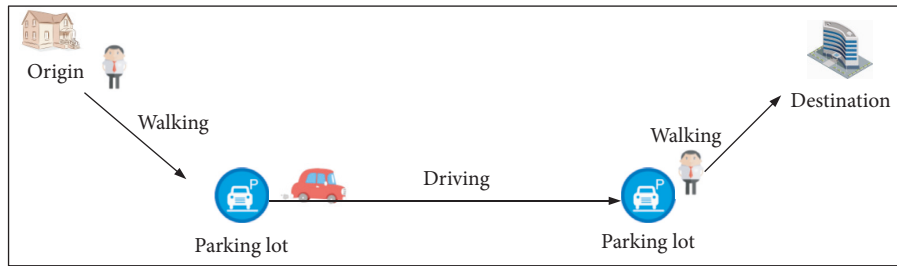 Origin
Walking
P
Parking lot
Driving
P
Parking lot
Walking
Destination